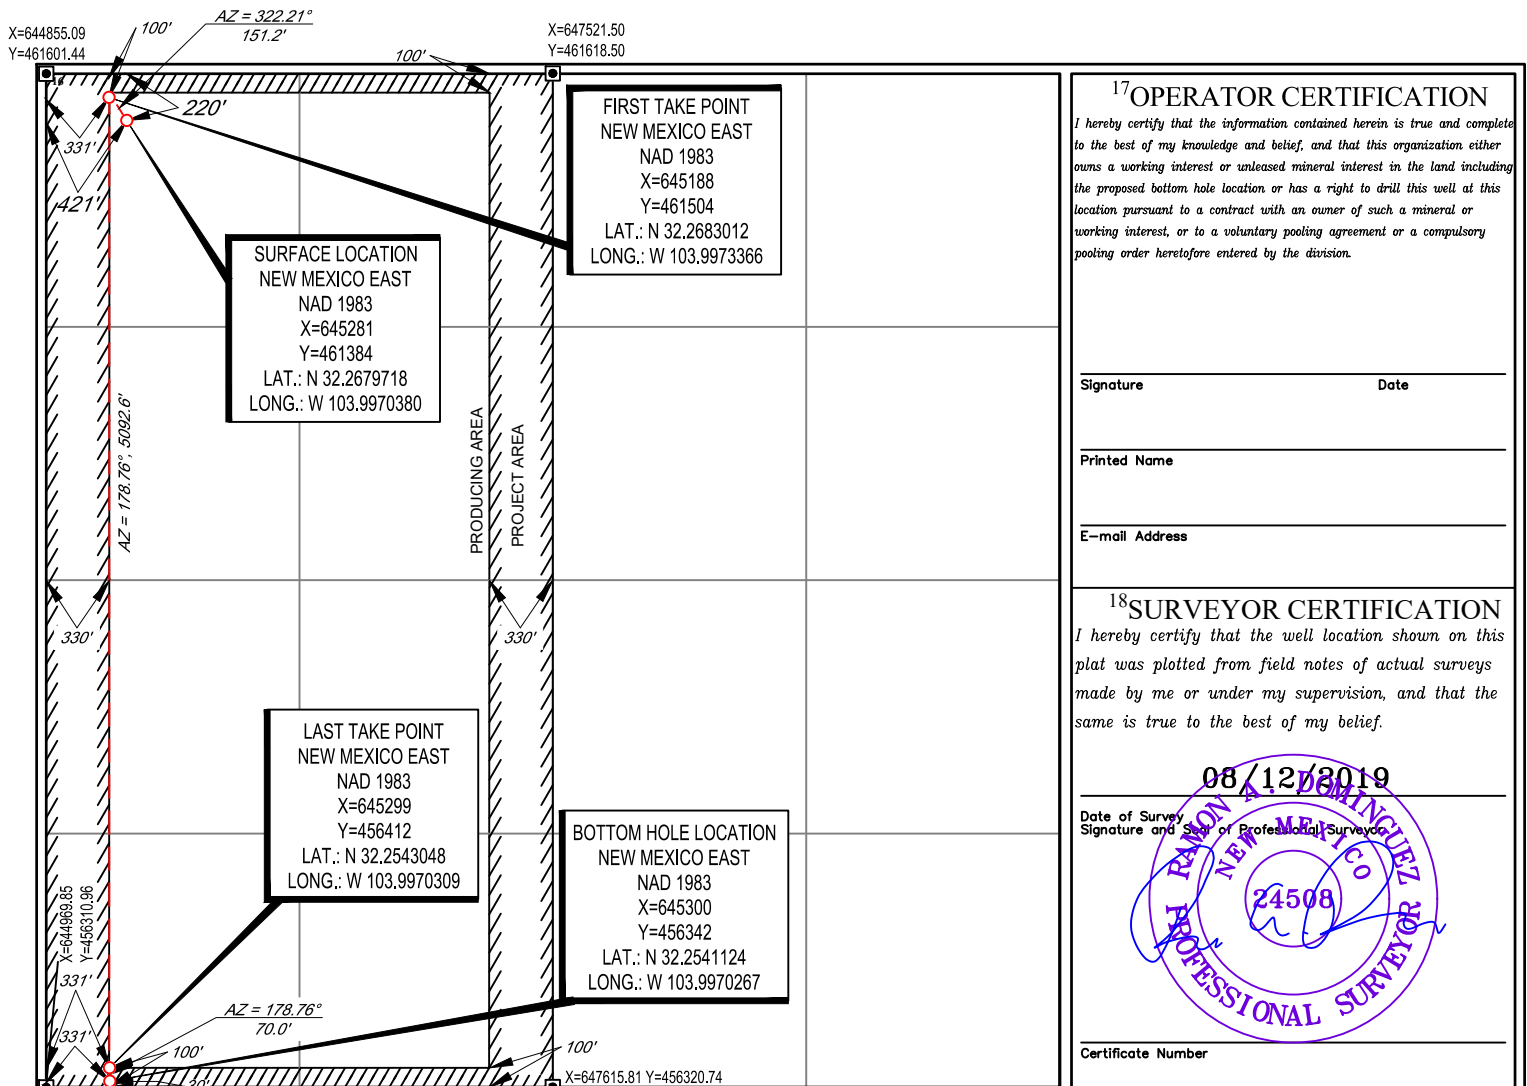 X=644855.09
Y=461601.44
100'
AZ = 322.21°
151.2'
100'
X=647521.50
Y=461618.50
16
220'
331'
421'
FIRST TAKE POINT
NEW MEXICO EAST
NAD 1983
X=645188
Y=461504
LAT.: N 32.2683012
LONG.: W 103.9973366
SURFACE LOCATION
NEW MEXICO EAST
NAD 1983
X=645281
Y=461384
LAT.: N 32.2679718
LONG.: W 103.9970380
AZ = 178.76°, 5092.6'
PRODUCING AREA
PROJECT AREA
330'
330'
LAST TAKE POINT
NEW MEXICO EAST
NAD 1983
X=645299
Y=456412
LAT.: N 32.2543048
LONG.: W 103.9970309
BOTTOM HOLE LOCATION
NEW MEXICO EAST
NAD 1983
X=645300
Y=456342
LAT.: N 32.2541124
LONG.: W 103.9970267
X=644969.85
Y=456310.96
331'
331'
AZ = 178.76°
70.0'
100'
30'
100'
X=647615.81 Y=456320.74
17OPERATOR CERTIFICATION
I hereby certify that the information contained herein is true and complete
to the best of my knowledge and belief, and that this organization either
owns a working interest or unleased mineral interest in the land including
the proposed bottom hole location or has a right to drill this well at this
location pursuant to a contract with an owner of such a mineral or
working interest, or to a voluntary pooling agreement or a compulsory
pooling order heretofore entered by the division.
Signature Date
Printed Name
E-mail Address
18SURVEYOR CERTIFICATION
I hereby certify that the well location shown on this
plat was plotted from field notes of actual surveys
made by me or under my supervision, and that the
same is true to the best of my belief.
08/12/2019
Date of Survey
Signature and Seal of Professional Surveyor
RAMON A. DOMINGUEZ
NEW MEXICO
24508
PROFESSIONAL SURVEYOR
Certificate Number